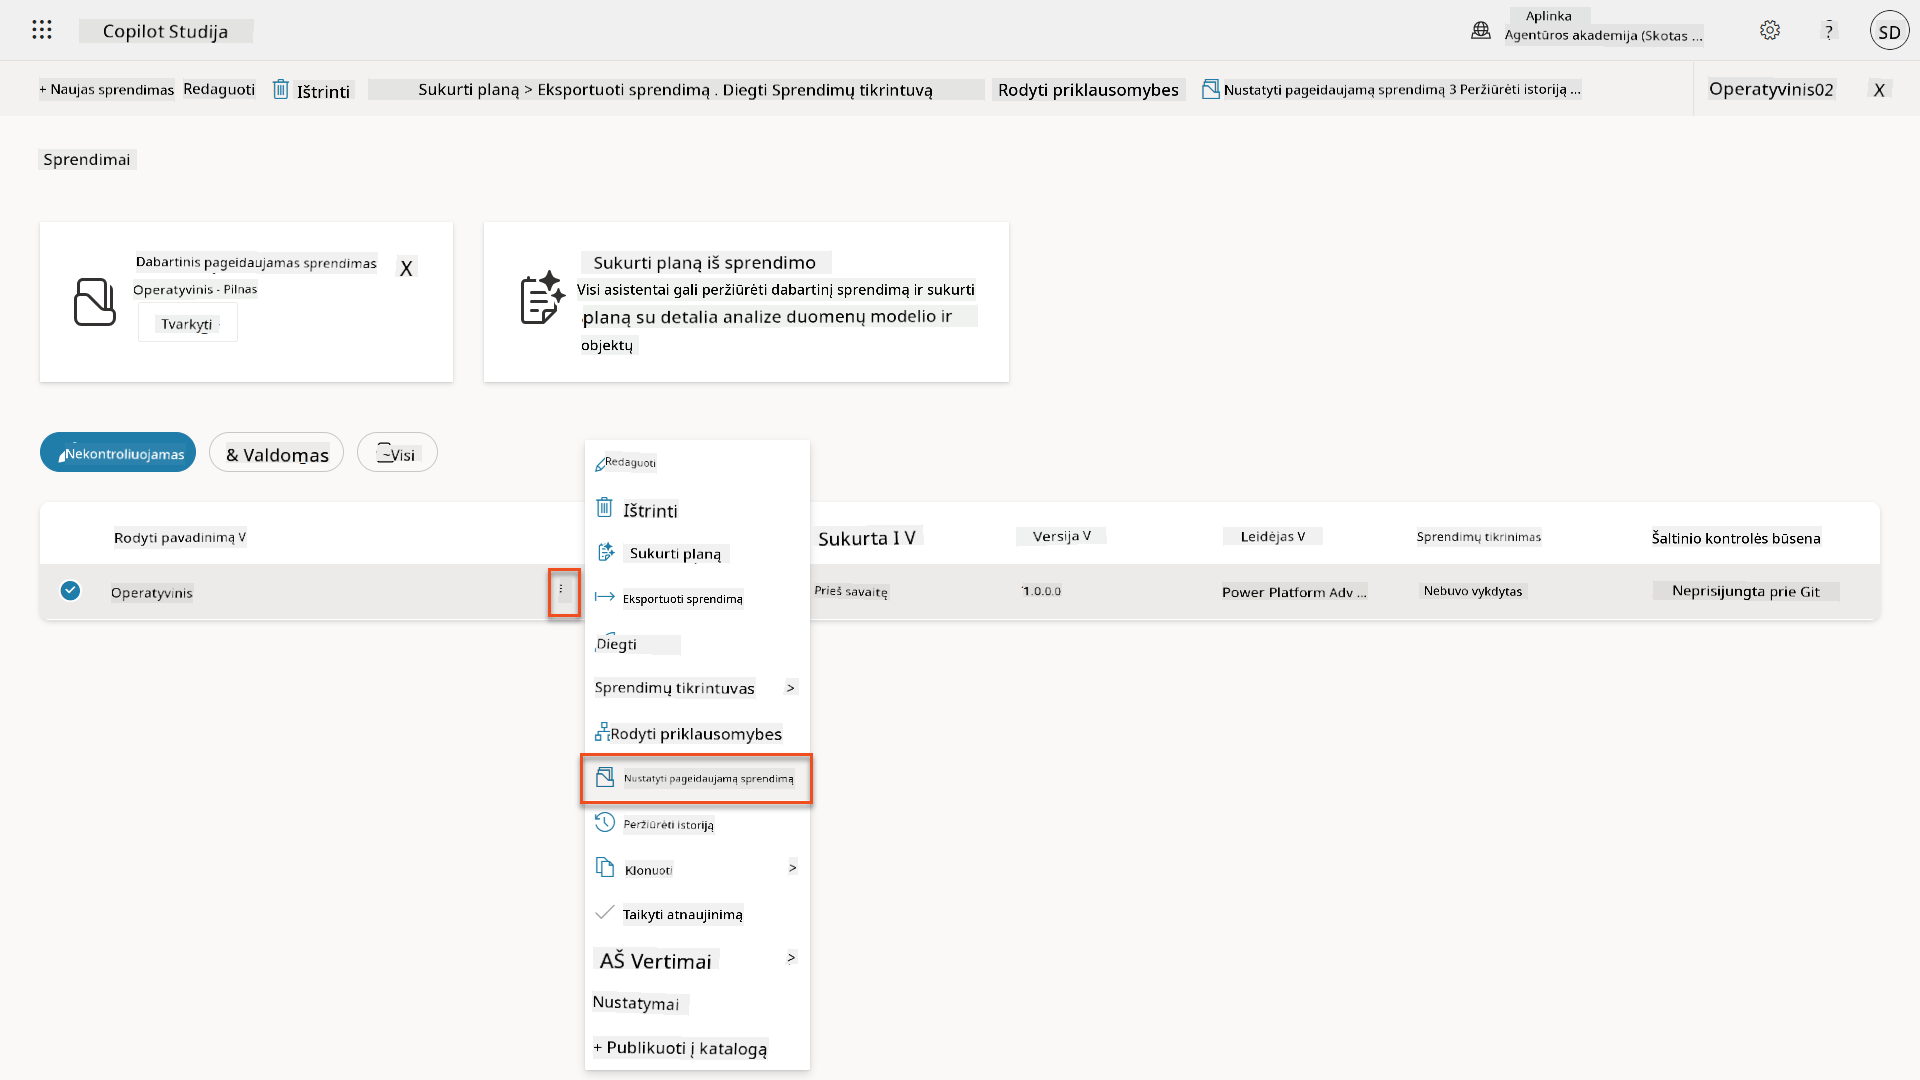 Copilot Studija
Aplinka
Agentūros akademija (Skotas ...
?
SD
+ Naujas sprendimas Redaguoti Ištrinti Sukurti planą > Eksportuoti sprendimą . Diegti Sprendimų tikrintuvą Rodyti priklausomybes Nustatyti pageidaujamą sprendimą 3 Peržiūrėti istoriją ... Operatyvinis02 X
Sprendimai
Dabartinis pageidaujamas sprendimas X
Operatyvinis - Pilnas
Tvarkyti
Sukurti planą iš sprendimo
Visi asistentai gali peržiūrėti dabartinį sprendimą ir sukurti
planą su detalia analize duomenų modelio ir
objektų
Nekontroliuojamas & Valdomas ~Visi
Rodyti pavadinimą V Sukurta I V Versija V Leidėjas V Sprendimų tikrinimas Šaltinio kontrolės būsena
Operatyvinis Prieš savaitę 1.0.0.0 Power Platform Adv ... Nebuvo vykdytas Neprisijungta prie Git
Redaguoti
Ištrinti
Sukurti planą
Eksportuoti sprendimą
Diegti
Sprendimų tikrintuvas >
Rodyti priklausomybes
Nustatyti pageidaujamą sprendimą
Peržiūrėti istoriją
Klonuoti >
Taikyti atnaujinimą
AŠ Vertimai >
Nustatymai
+ Publikuoti į katalogą